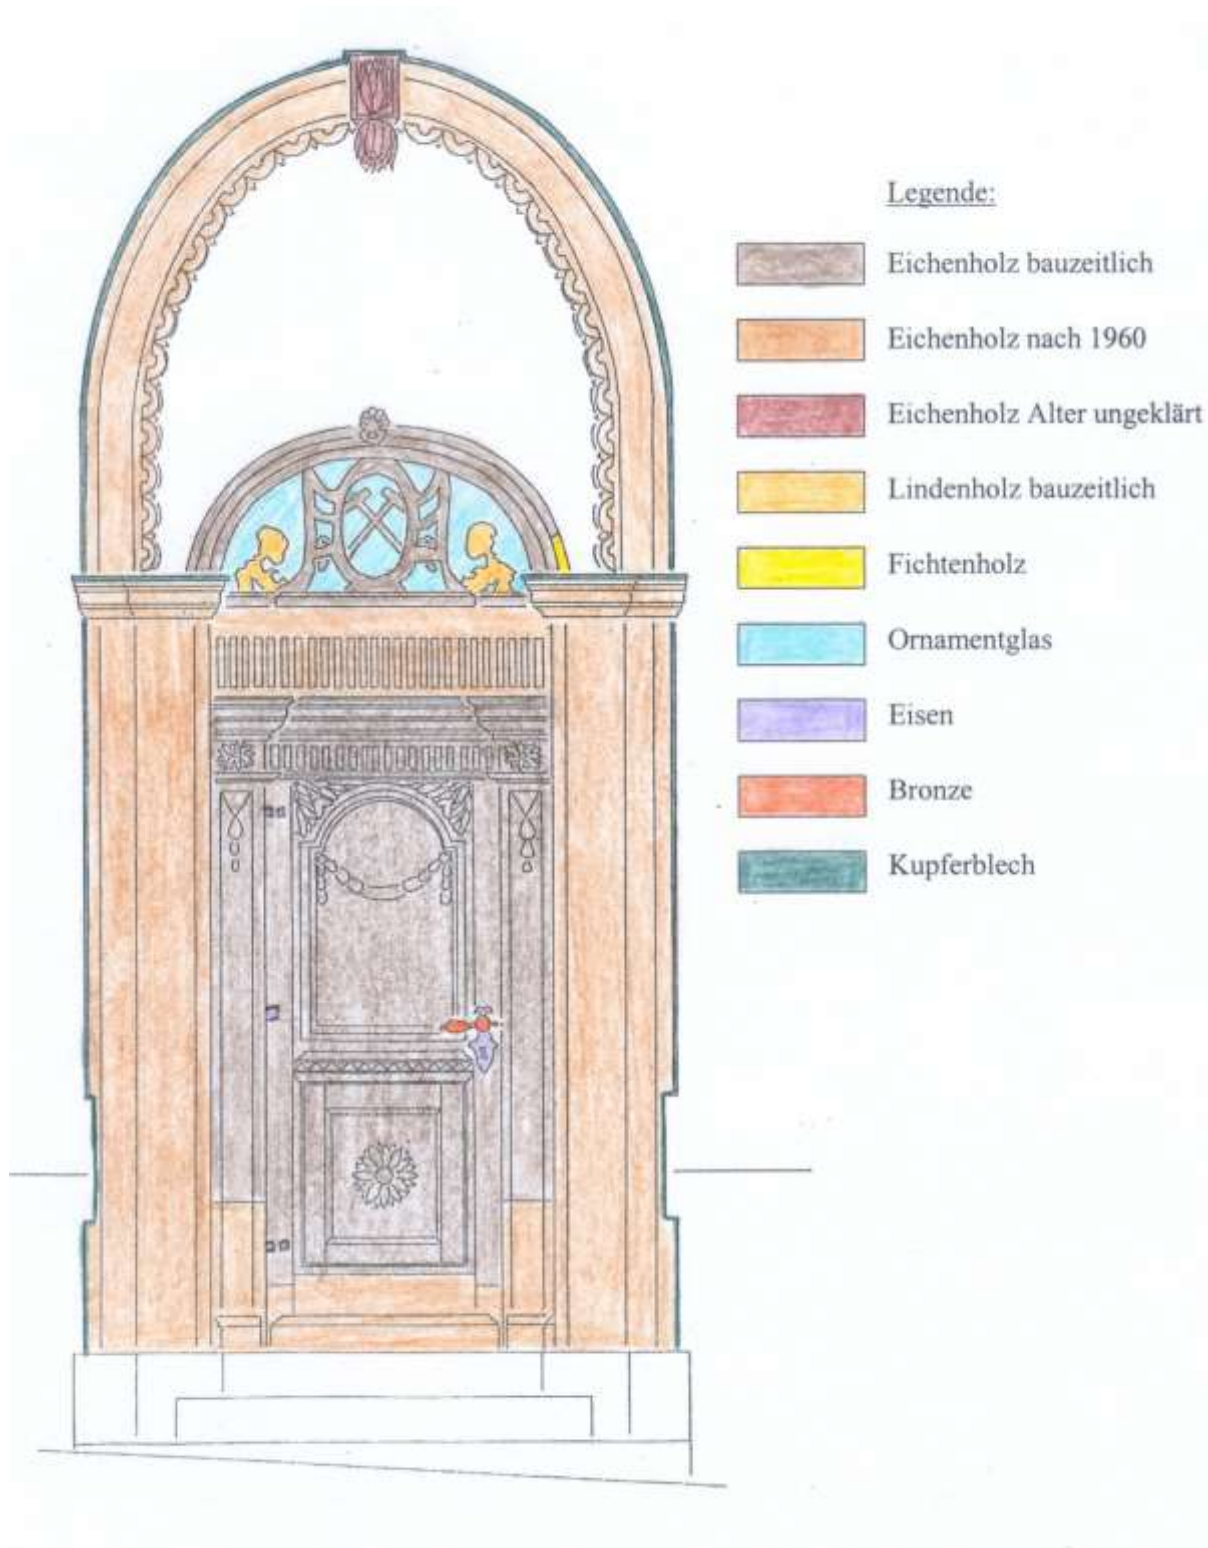 Legende:
Eichenholz bauzeitlich
Eichenholz nach 1960
Eichenholz Alter ungeklärt
Lindenholz bauzeitlich
Fichtenholz
Ornamentglas
Eisen
Bronze
Kupferblech